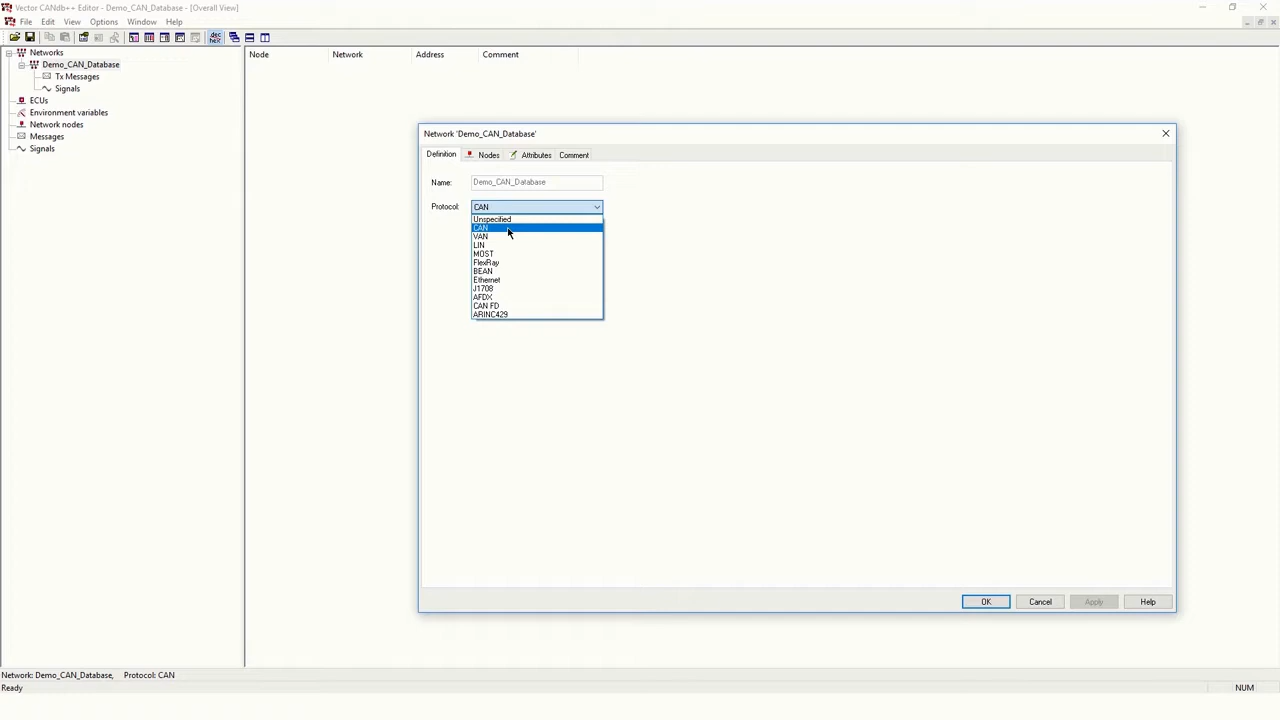 Vector CANdb++ Editor - Demo_CAN_Database - [Overall View]
File Edit View Options Window Help
dec
hex
Networks
Demo_CAN_Database
Tx Messages
Signals
ECUs
Environment variables
Network nodes
Messages
Signals
Node Network Address Comment
Network 'Demo_CAN_Database'
Definition Nodes Attributes Comment
Name: Demo_CAN_Database
Protocol: CAN
Unspecified
CAN
VAN
LIN
MOST
FlexRay
BEAN
Ethernet
J1708
AFDX
CAN FD
ARINC429
OK Cancel Apply Help
Network: Demo_CAN_Database, Protocol: CAN
Ready NUM